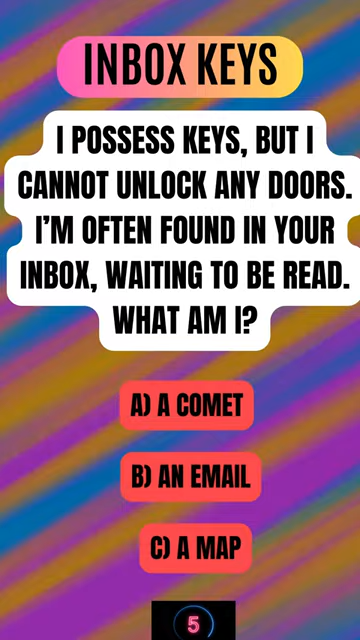 INBOX KEYS
I POSSESS KEYS, BUT I
CANNOT UNLOCK ANY DOORS.
I'M OFTEN FOUND IN YOUR
INBOX, WAITING TO BE READ.
WHAT AM I?
A) A COMET
B) AN EMAIL
C) A MAP
5